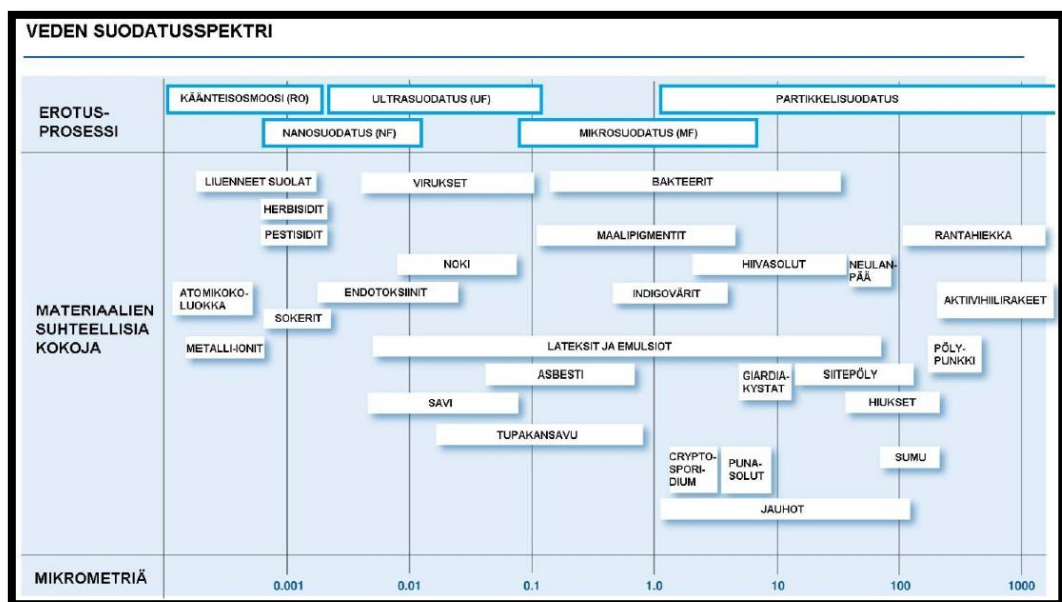 VEDEN SUODATUSSPEKTRI
EROTUS-
PROSESSI
KÄÄNTEISOSMOOSI (RO)
ULTRASUODATUS (UF)
PARTIKKELISUODATUS
NANOSUODATUS (NF)
MIKROSUODATUS (MF)
MATERIAALIEN
SUHTEELLISIA
KOKOJA
LIUENNEET SUOLAT
VIRUKSET
BAKTEERIT
HERBISIDIT
PESTISIDIT
MAALIPIGMENTIT
RANTAHIEKKA
NOKI
HIIVASOLUT
NEULAN-
PÄÄ
ATOMIKOKO-
LUOKKA
ENDOTOKSIINIT
INDIGOVÄRIT
AKTIIVIHIILIRAKEET
SOKERIT
METALLI-IONIT
LATEKSIT JA EMULSIOT
PÖLY-
PUNKKI
ASBESTI
GIARDIA-
KYSTAT
SIITEPÖLY
SAVI
HIUKSET
TUPAKANSAVU
CRYPTO-
SPORI-
DIUM
PUNA-
SOLUT
SUMU
JAUHOT
MIKROMETRIÄ
0.001 0.01 0.1 1.0 10 100 1000